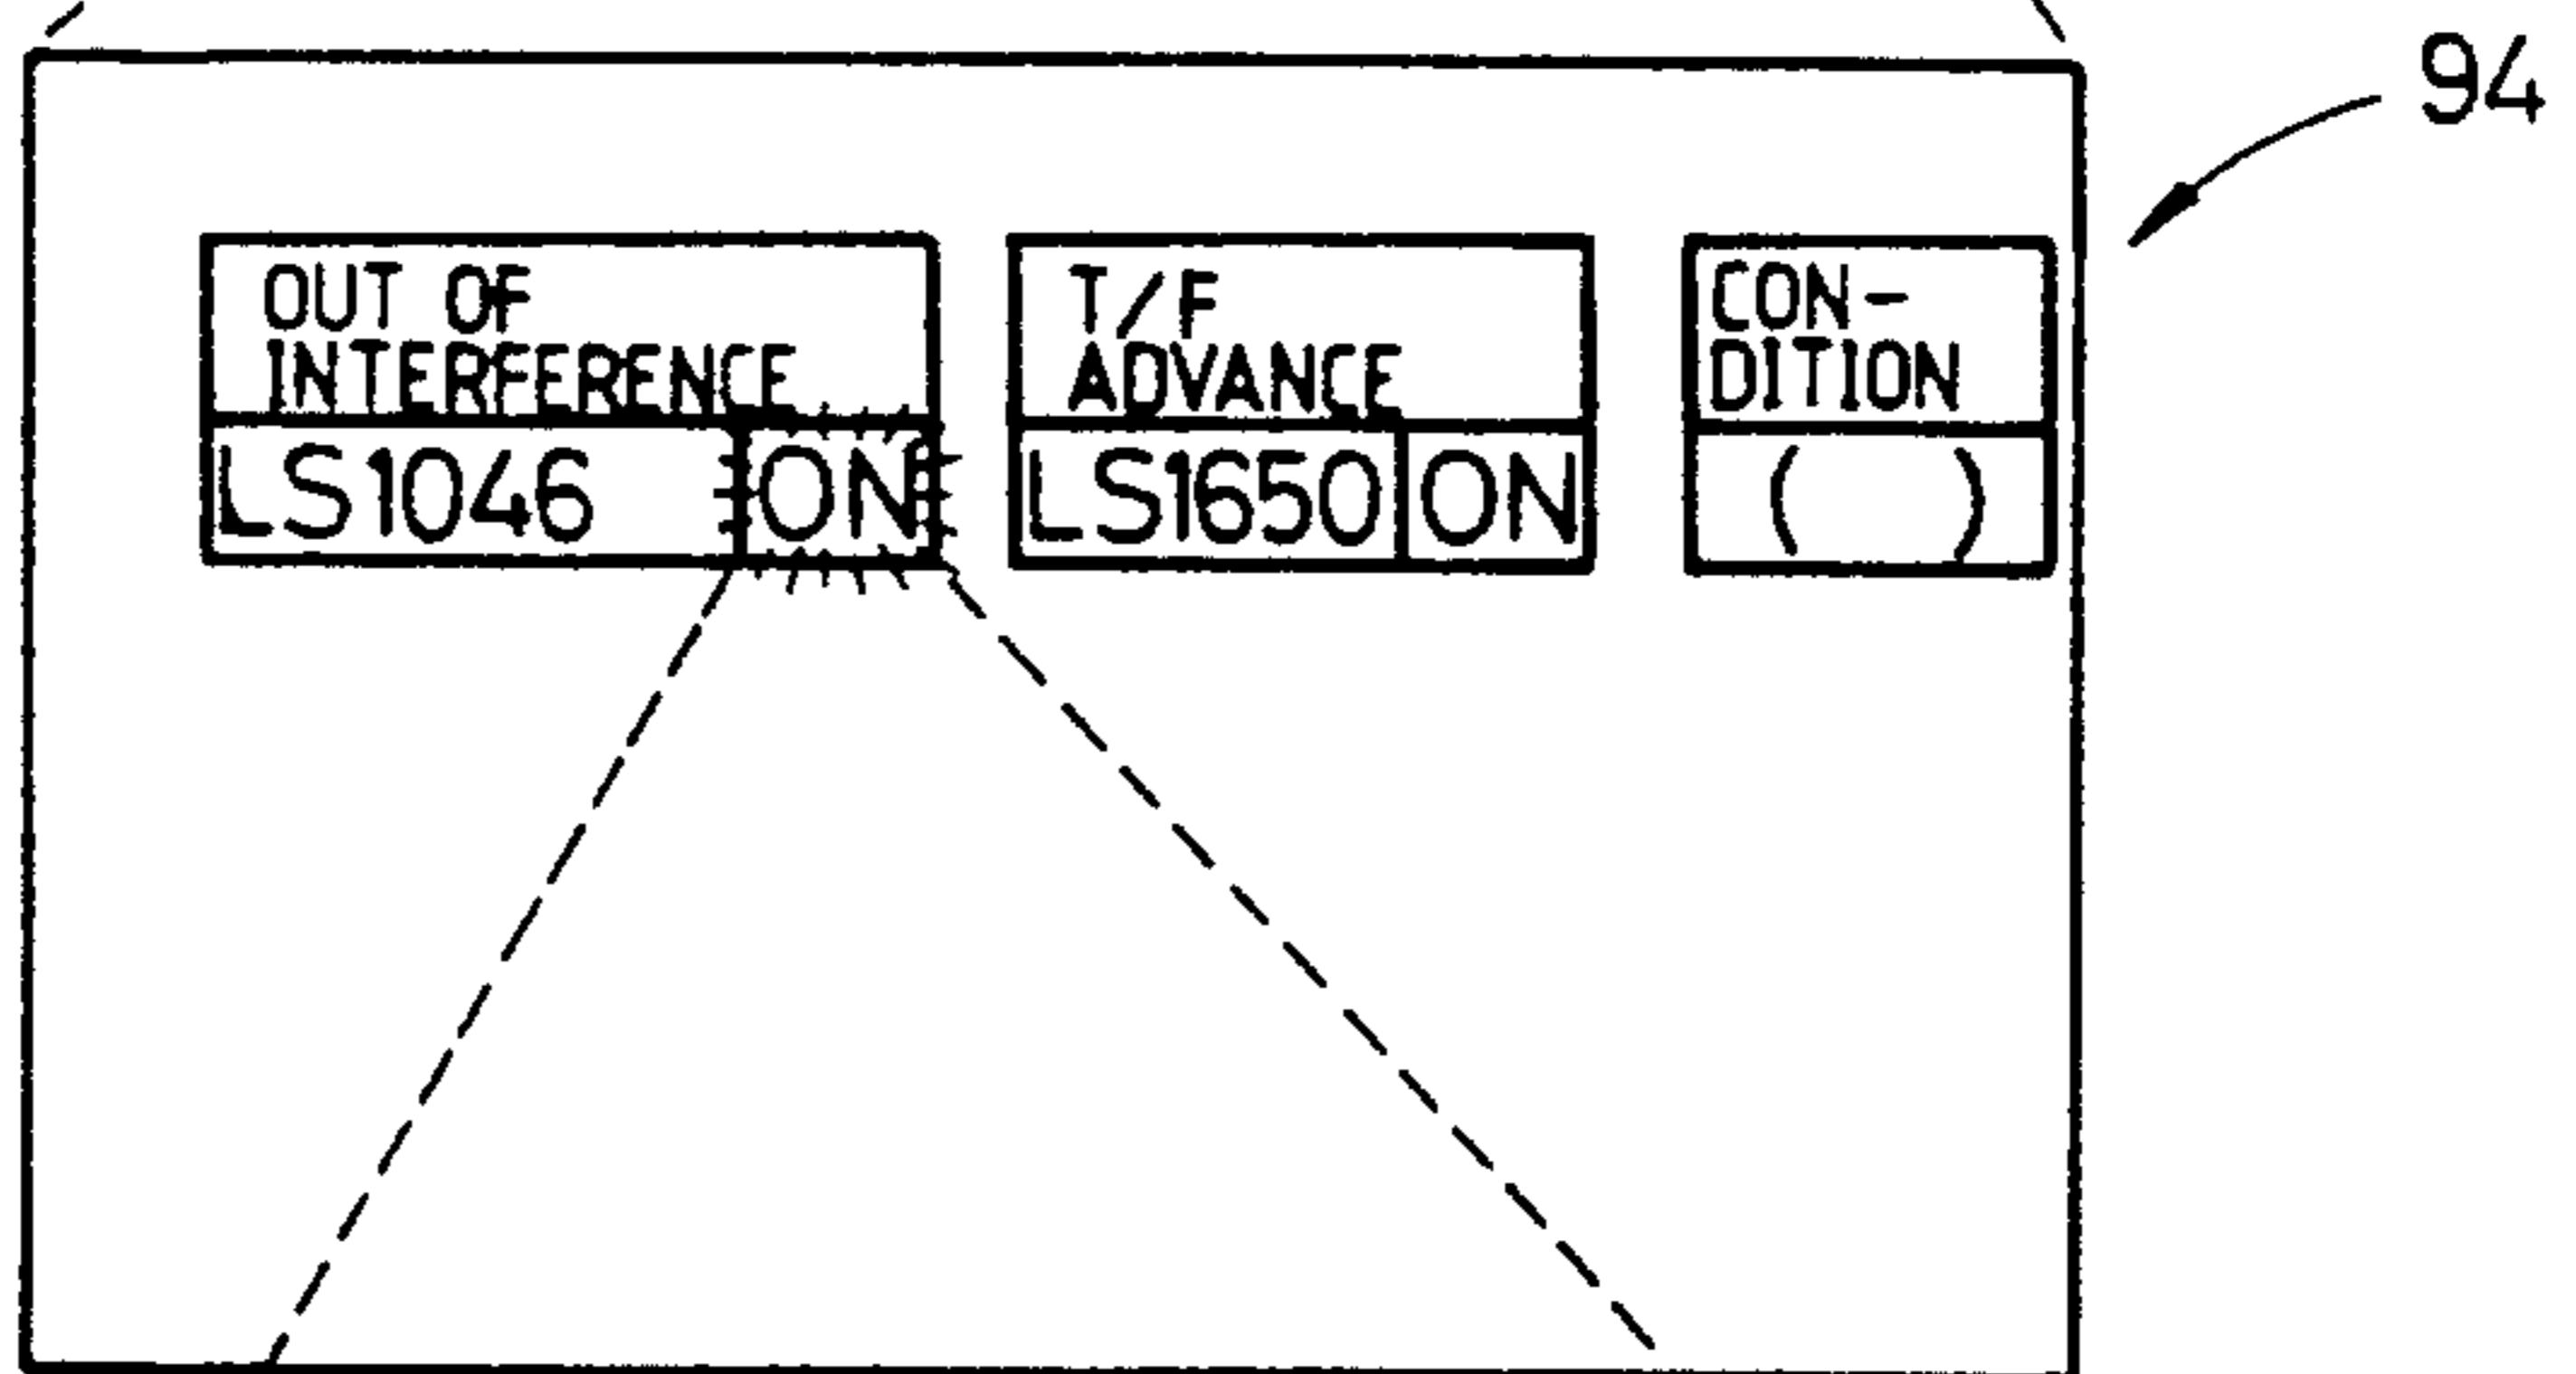 94
OUT OF
INTERFERENCE
LS1046 ON
T/F
ADVANCE
LS1650 ON
CON-
DITION
( )